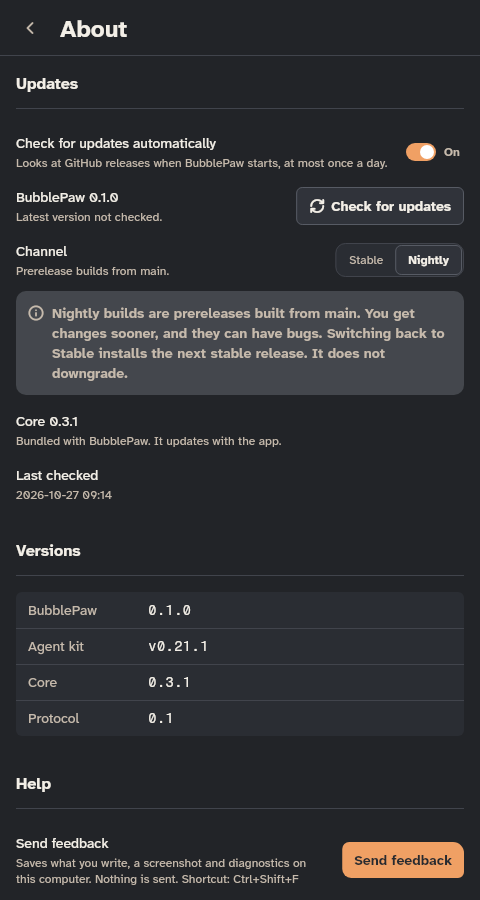 About
Updates
Check for updates automatically
Looks at GitHub releases when BubblePaw starts, at most once a day.
On
BubblePaw 0.1.0
Latest version not checked.
Check for updates
Channel
Prerelease builds from main.
Stable
Nightly
Nightly builds are prereleases built from main. You get
changes sooner, and they can have bugs. Switching back to
Stable installs the next stable release. It does not
downgrade.
Core 0.3.1
Bundled with BubblePaw. It updates with the app.
Last checked
2026-10-27 09:14
Versions
BubblePaw 0.1.0
Agent kit v0.21.1
Core 0.3.1
Protocol 0.1
Help
Send feedback
Saves what you write, a screenshot and diagnostics on
this computer. Nothing is sent. Shortcut: Ctrl+Shift+F
Send feedback